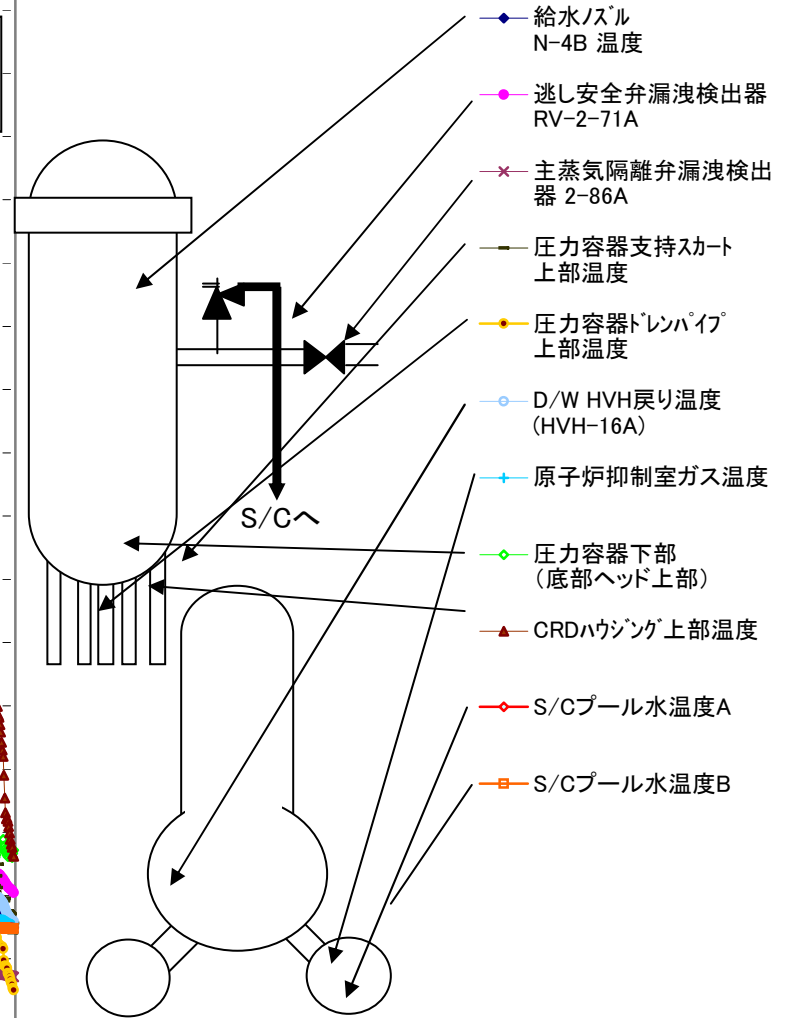 給水ノズル
N-4B 温度
逃し安全弁漏洩検出器
RV-2-71A
主蒸気隔離弁漏洩検出
器 2-86A
圧力容器支持スカート
上部温度
圧力容器ドレンパイプ
上部温度
D/W HVH戻り温度
(HVH-16A)
原子炉抑制室ガス温度
S/Cへ
圧力容器下部
（底部ヘッド上部）
CRDハウジング上部温度
S/Cプール水温度A
S/Cプール水温度B